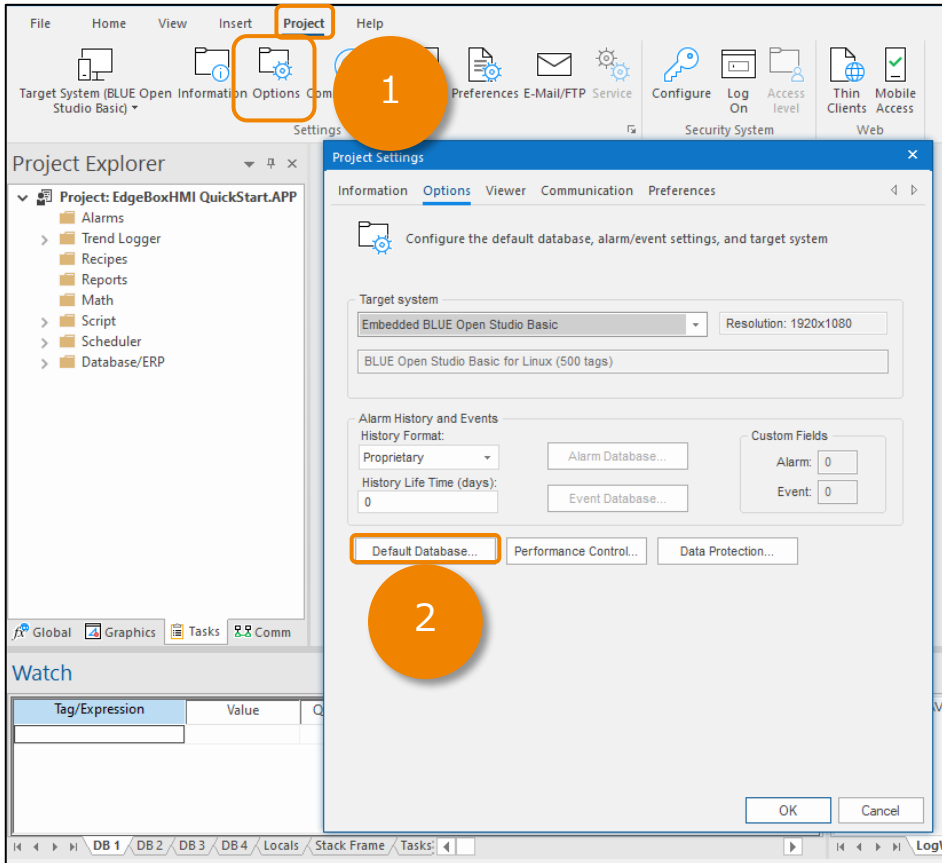 File Home View Insert Project Help
Target System (BLUE Open Studio Basic)
Information
Options
Com
1
Preferences
E-Mail/FTP
Service
Configure
Log On
Access level
Thin Clients
Mobile Access
Settings
Security System
Web
Project Explorer
Project: EdgeBoxHMI QuickStart.APP
Alarms
Trend Logger
Recipes
Reports
Math
Script
Scheduler
Database/ERP
Global Graphics Tasks Comm
Project Settings
Information Options Viewer Communication Preferences
Configure the default database, alarm/event settings, and target system
Target system
Embedded BLUE Open Studio Basic
Resolution: 1920x1080
BLUE Open Studio Basic for Linux (500 tags)
Alarm History and Events
History Format:
Proprietary
History Life Time (days):
0
Alarm Database...
Event Database...
Custom Fields
Alarm: 0
Event: 0
Default Database... Performance Control... Data Protection...
2
OK Cancel
Watch
Tag/Expression Value Q
DB 1 DB 2 DB 3 DB 4 Locals Stack Frame Tasks